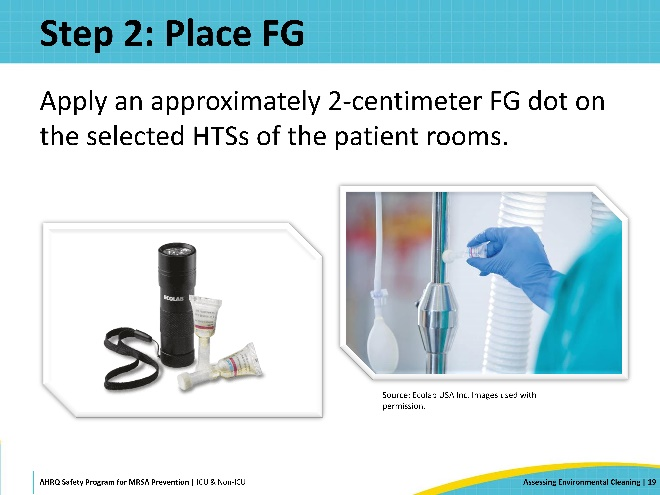 Step 2: Place FG
Apply an approximately 2-centimeter FG dot on
the selected HTSs of the patient rooms.
ECOLAB
Source: Ecolab USA Inc. Images used with
permission.
AHRQ Safety Program for MRSA Prevention | ICU & Non-ICU
Assessing Environmental Cleaning | 19